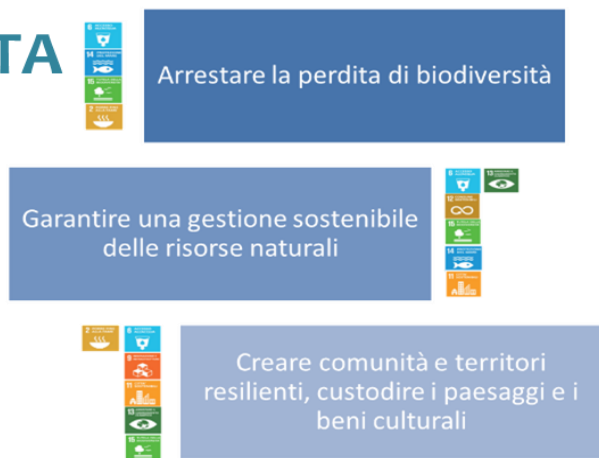 TA
Arrestare la perdita di biodiversità
Garantire una gestione sostenibile
delle risorse naturali
Creare comunità e territori
resilienti, custodire i paesaggi e i
beni culturali